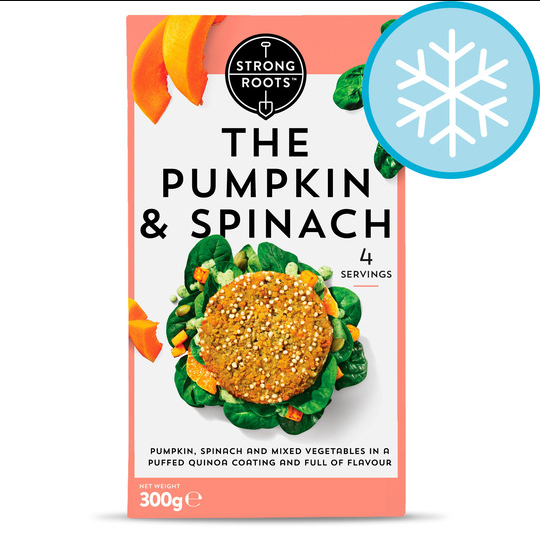 STRONG
ROOTS™
THE
PUMPKIN
& SPINACH
4
SERVINGS
PUMPKIN, SPINACH AND MIXED VEGETABLES IN A
PUFFED QUINOA COATING AND FULL OF FLAVOUR
NET WEIGHT
300g℮